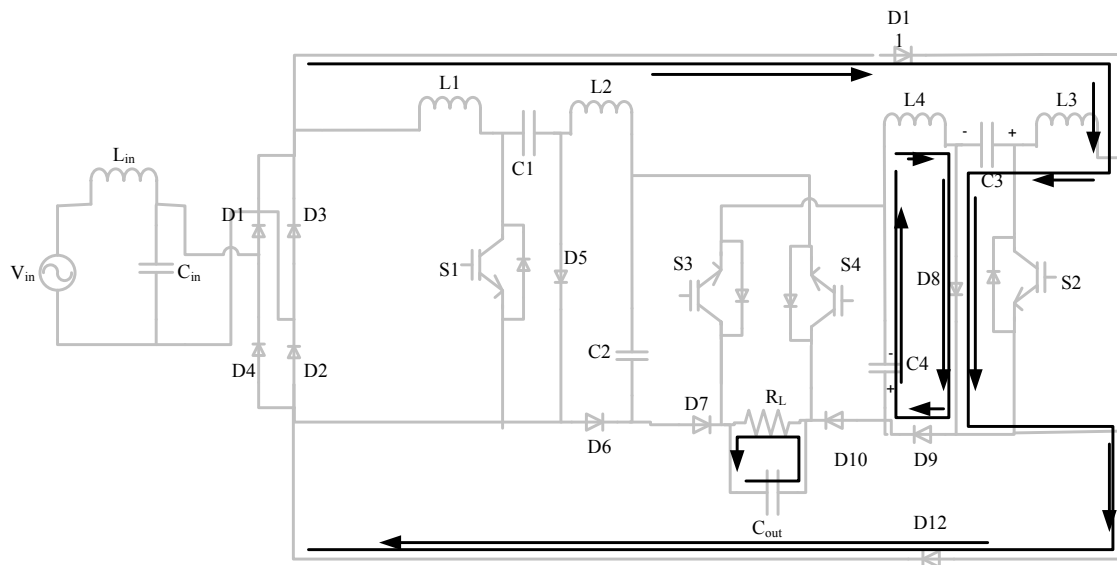 D1
1
L1
L2
L4
L3
-
+
C1
C3
Lin
D1
D3
Vin
Cin
S1
D5
S3
S4
D8
S2
C2
-
C4
+
D4
D2
RL
D7
D6
D10
D9
Cout
D12